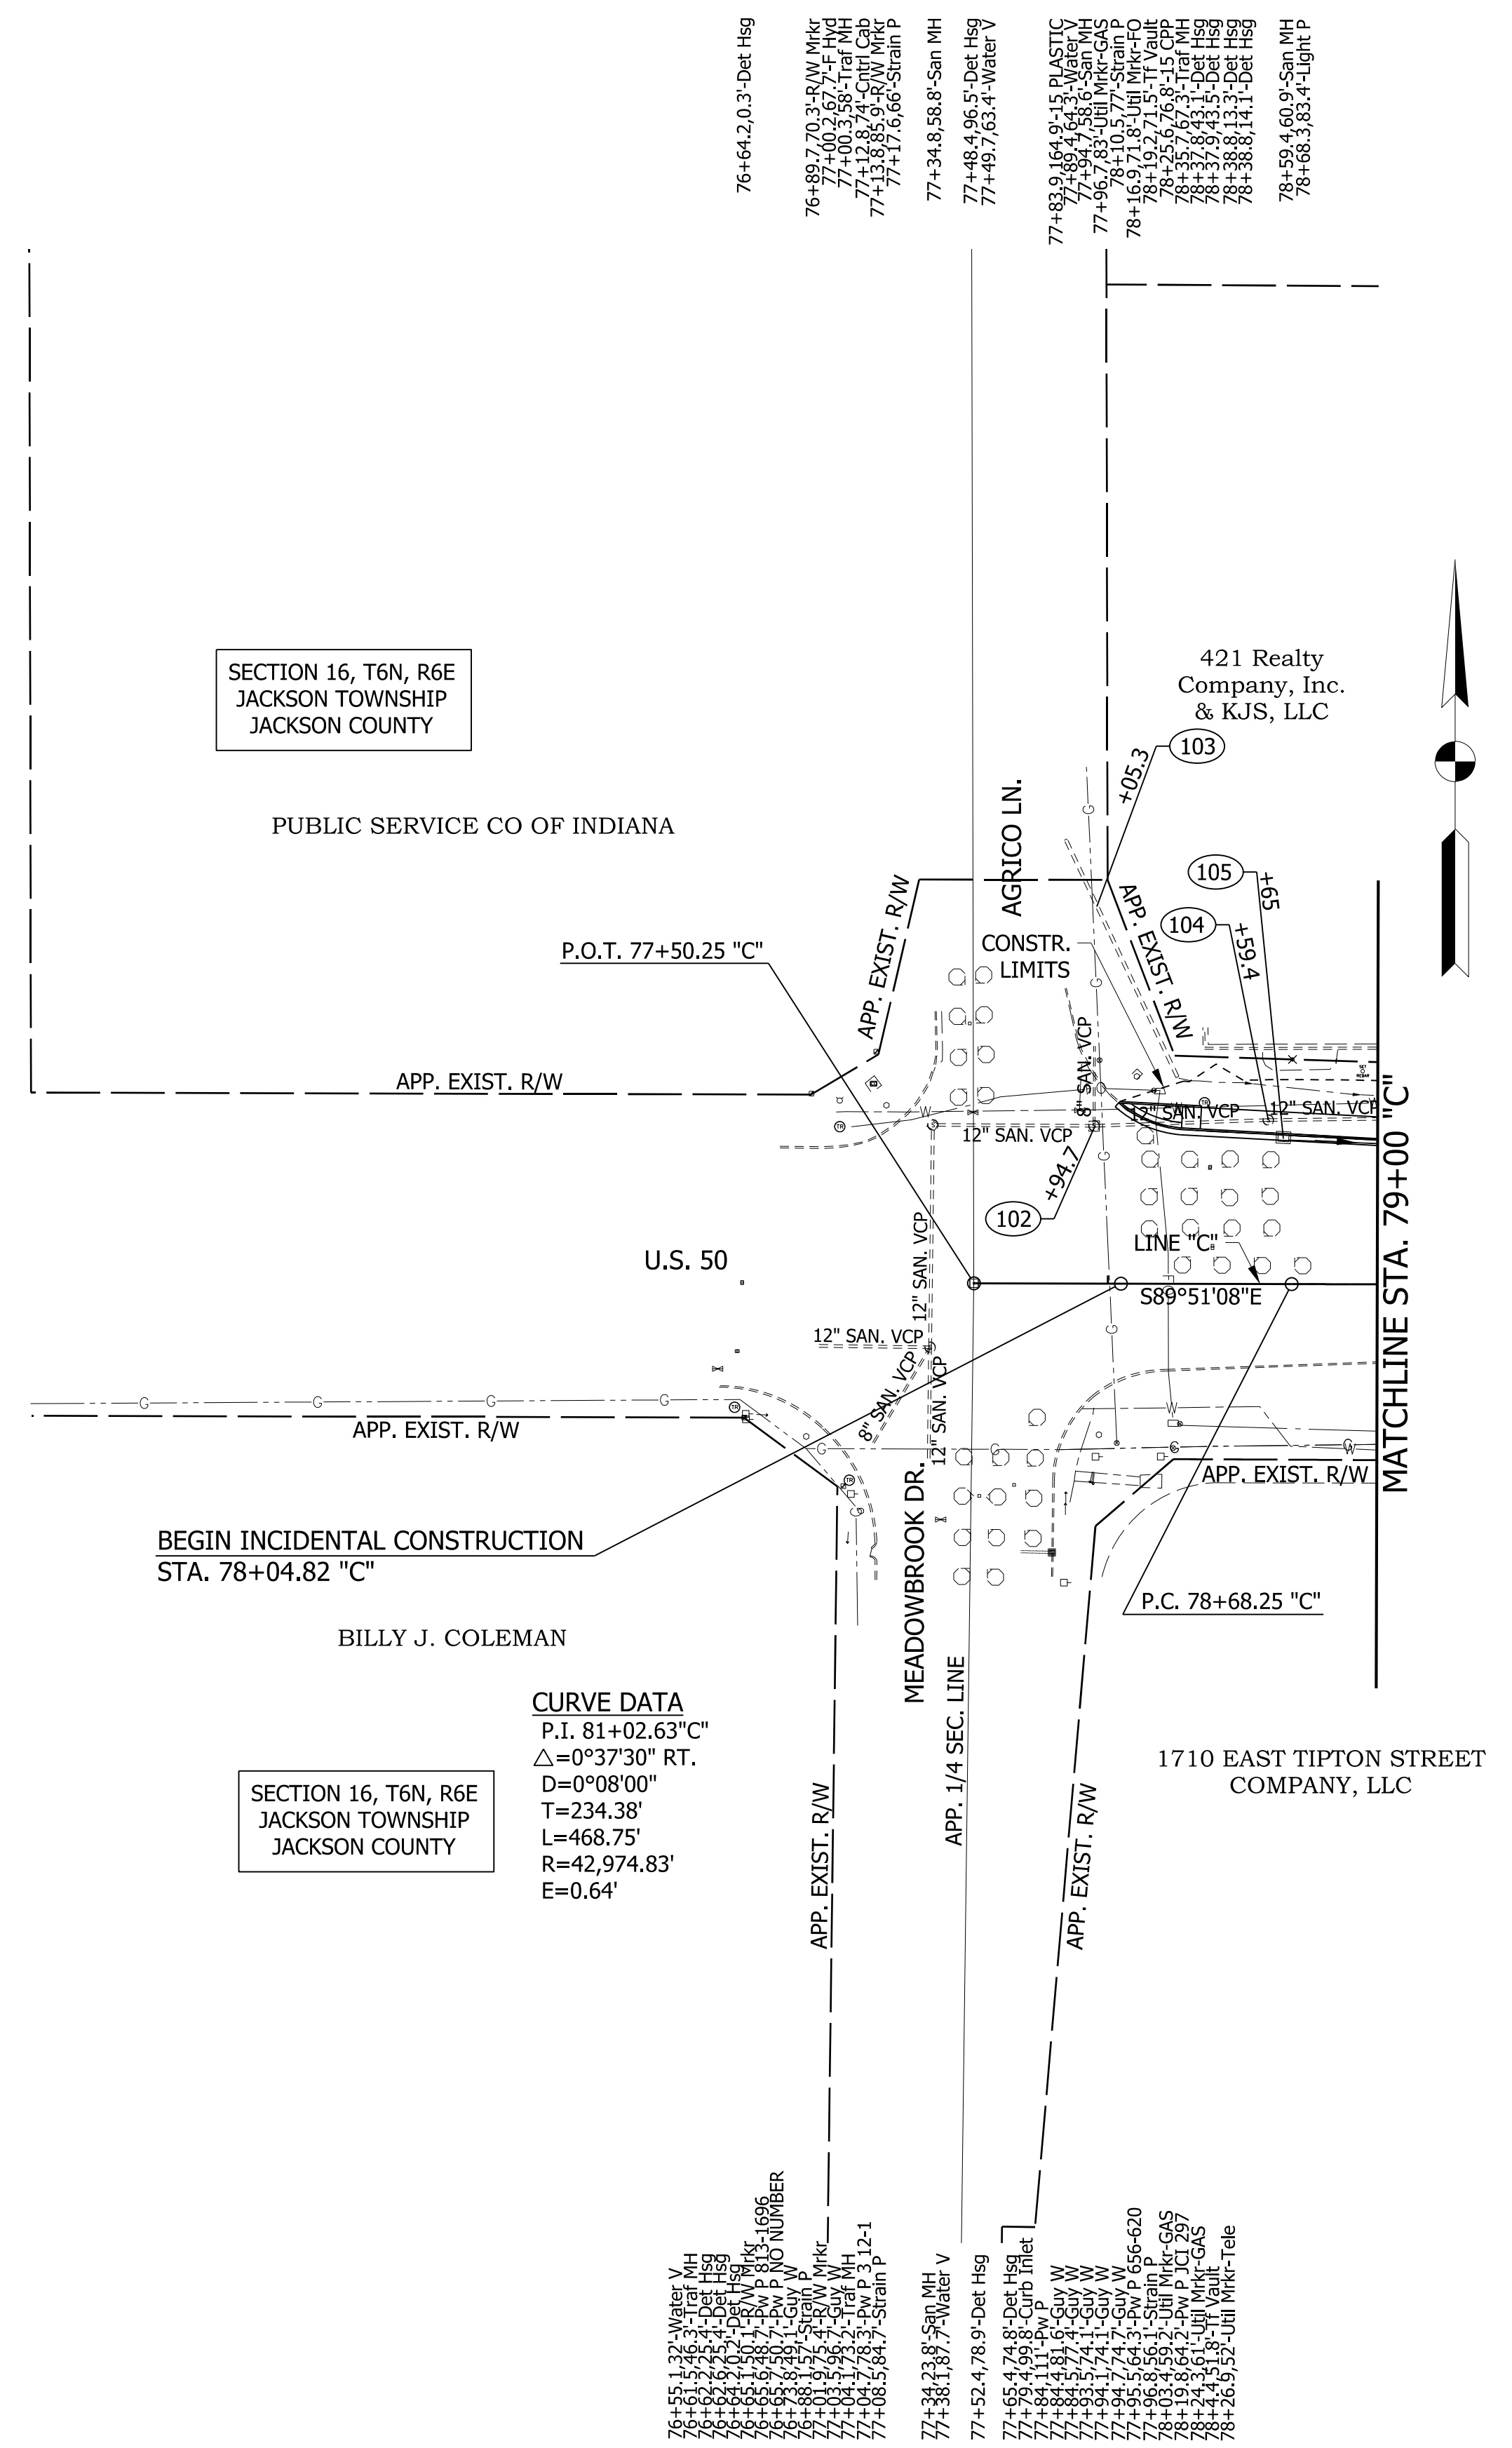 76+64.2,0.3'-Det Hsg
76+89.7,70.3'-R/W Mrkr
77+00.2,67.7'-F Hyd
77+00.3,58'-Traf MH
77+12.8,74'-Cntrl Cab
77+13.8,85.9'-R/W Mrkr
77+17.6,66'-Strain P
77+34.8,58.8'-San MH
77+48.4,96.5'-Det Hsg
77+49.7,63.4'-Water V
77+83.9,164.9'-15 PLASTIC
77+89.4,64.3'-Water V
77+94.7,58.6'-San MH
77+96.7,83'-Util Mrkr-GAS
78+10.5,77'-Strain P
78+16.9,71.8'-Util Mrkr-FO
78+19.2,71.5'-Tf Vault
78+25.6,76.8'-15 CPP
78+35.7,67.3'-Traf MH
78+37.8,43.1'-Det Hsg
78+37.9,43.5'-Det Hsg
78+38.8,13.3'-Det Hsg
78+38.8,14.1'-Det Hsg
78+59.4,60.9'-San MH
78+68.3,83.4'-Light P
SECTION 16, T6N, R6E
JACKSON TOWNSHIP
JACKSON COUNTY
421 Realty
Company, Inc.
& KJS, LLC
103
+05.3
PUBLIC SERVICE CO OF INDIANA
AGRICO LN.
G
105
+65
104
+59.4
APP. EXIST. R/W
APP. EXIST. R/W
CONSTR.
LIMITS
P.O.T. 77+50.25 "C"
G
APP. EXIST. R/W
8" SAN. VCP
SET
REBAR
W
TR
TR
12" SAN. VCP
12" SAN. VCP
12" SAN. VCP
G
+94.7
102
12" SAN. VCP
LINE "C"
U.S. 50
S89°51'08"E
MATCHLINE STA. 79+00 "C"
G
12" SAN. VCP
8" SAN. VCP
12" SAN. VCP
G
G
G
G
TR
W
APP. EXIST. R/W
G
G
G
G
W
APP. EXIST. R/W
TR
G
MEADOWBROOK DR.
BEGIN INCIDENTAL CONSTRUCTION
STA. 78+04.82 "C"
P.C. 78+68.25 "C"
BILLY J. COLEMAN
APP. 1/4 SEC. LINE
CURVE DATA
P.I. 81+02.63"C"
△=0°37'30" RT.
D=0°08'00"
T=234.38'
L=468.75'
R=42,974.83'
E=0.64'
1710 EAST TIPTON STREET
COMPANY, LLC
SECTION 16, T6N, R6E
JACKSON TOWNSHIP
JACKSON COUNTY
APP. EXIST. R/W
APP. EXIST. R/W
76+55.1,32'-Water V
76+61.5,46.3'-Traf MH
76+62.2,25.4'-Det Hsg
76+62.6,25.4'-Det Hsg
76+64.2,0.2'-Det Hsg
76+65.1,50.1'-R/W Mrkr
76+65.6,48.7'-Pw P 813-1696
76+65.7,50.7'-Pw P NO NUMBER
76+73.8,49.1'-Guy W
76+88.1,57'-Strain P
77+01.9,75.4'-R/W Mrkr
77+03.5,96.7'-Guy W
77+04.1,73.2'-Traf MH
77+04.7,78.3'-Pw P 3 12-1
77+08.5,84.7'-Strain P
77+34,23.8'-San MH
77+38.1,87.7'-Water V
77+52.4,78.9'-Det Hsg
77+65.4,74.8'-Det Hsg
77+79.4,99.8'-Curb Inlet
77+84,111'-Pw P
77+84.4,81.6'-Guy W
77+84.5,77.4'-Guy W
77+93.5,74.1'-Guy W
77+94.1,74.1'-Guy W
77+94.7,74.7'-Guy W
77+95.5,64.3'-Pw P 656-620
77+96.8,56.1'-Strain P
78+03.4,59.2'-Util Mrkr-GAS
78+19.8,64.2'-Pw P JCI 297
78+24.3,61'-Util Mrkr-GAS
78+4.4,51.8'-Tf Vault
78+26.9,52'-Util Mrkr-Tele